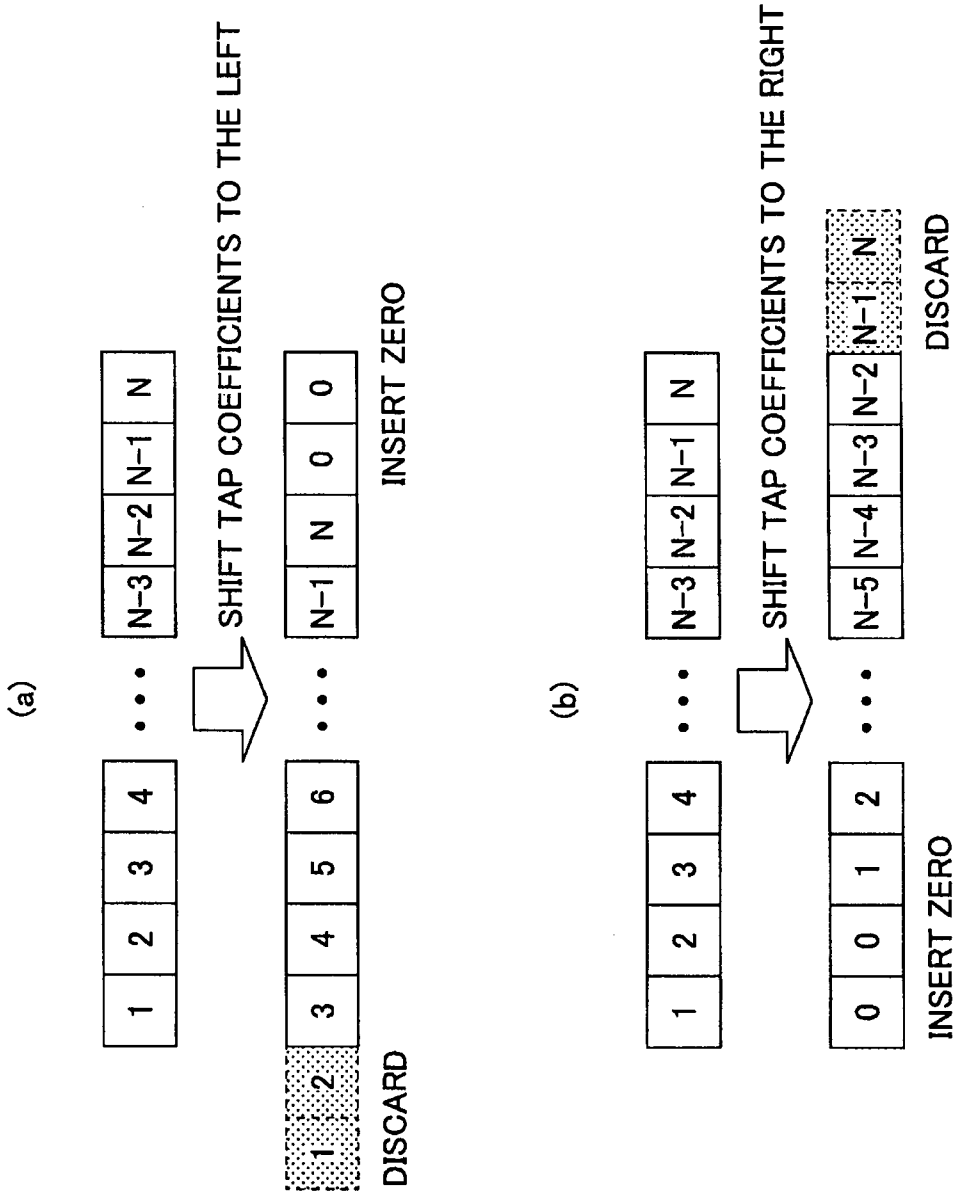 (a)
1 2 3 4 ••• N-3 N-2 N-1 N
SHIFT TAP COEFFICIENTS TO THE LEFT
1 2 3 4 5 6 ••• N-1 N 0 0
DISCARD
INSERT ZERO
(b)
1 2 3 4 ••• N-3 N-2 N-1 N
SHIFT TAP COEFFICIENTS TO THE RIGHT
0 0 1 2 ••• N-5 N-4 N-3 N-2 N-1 N
INSERT ZERO
DISCARD